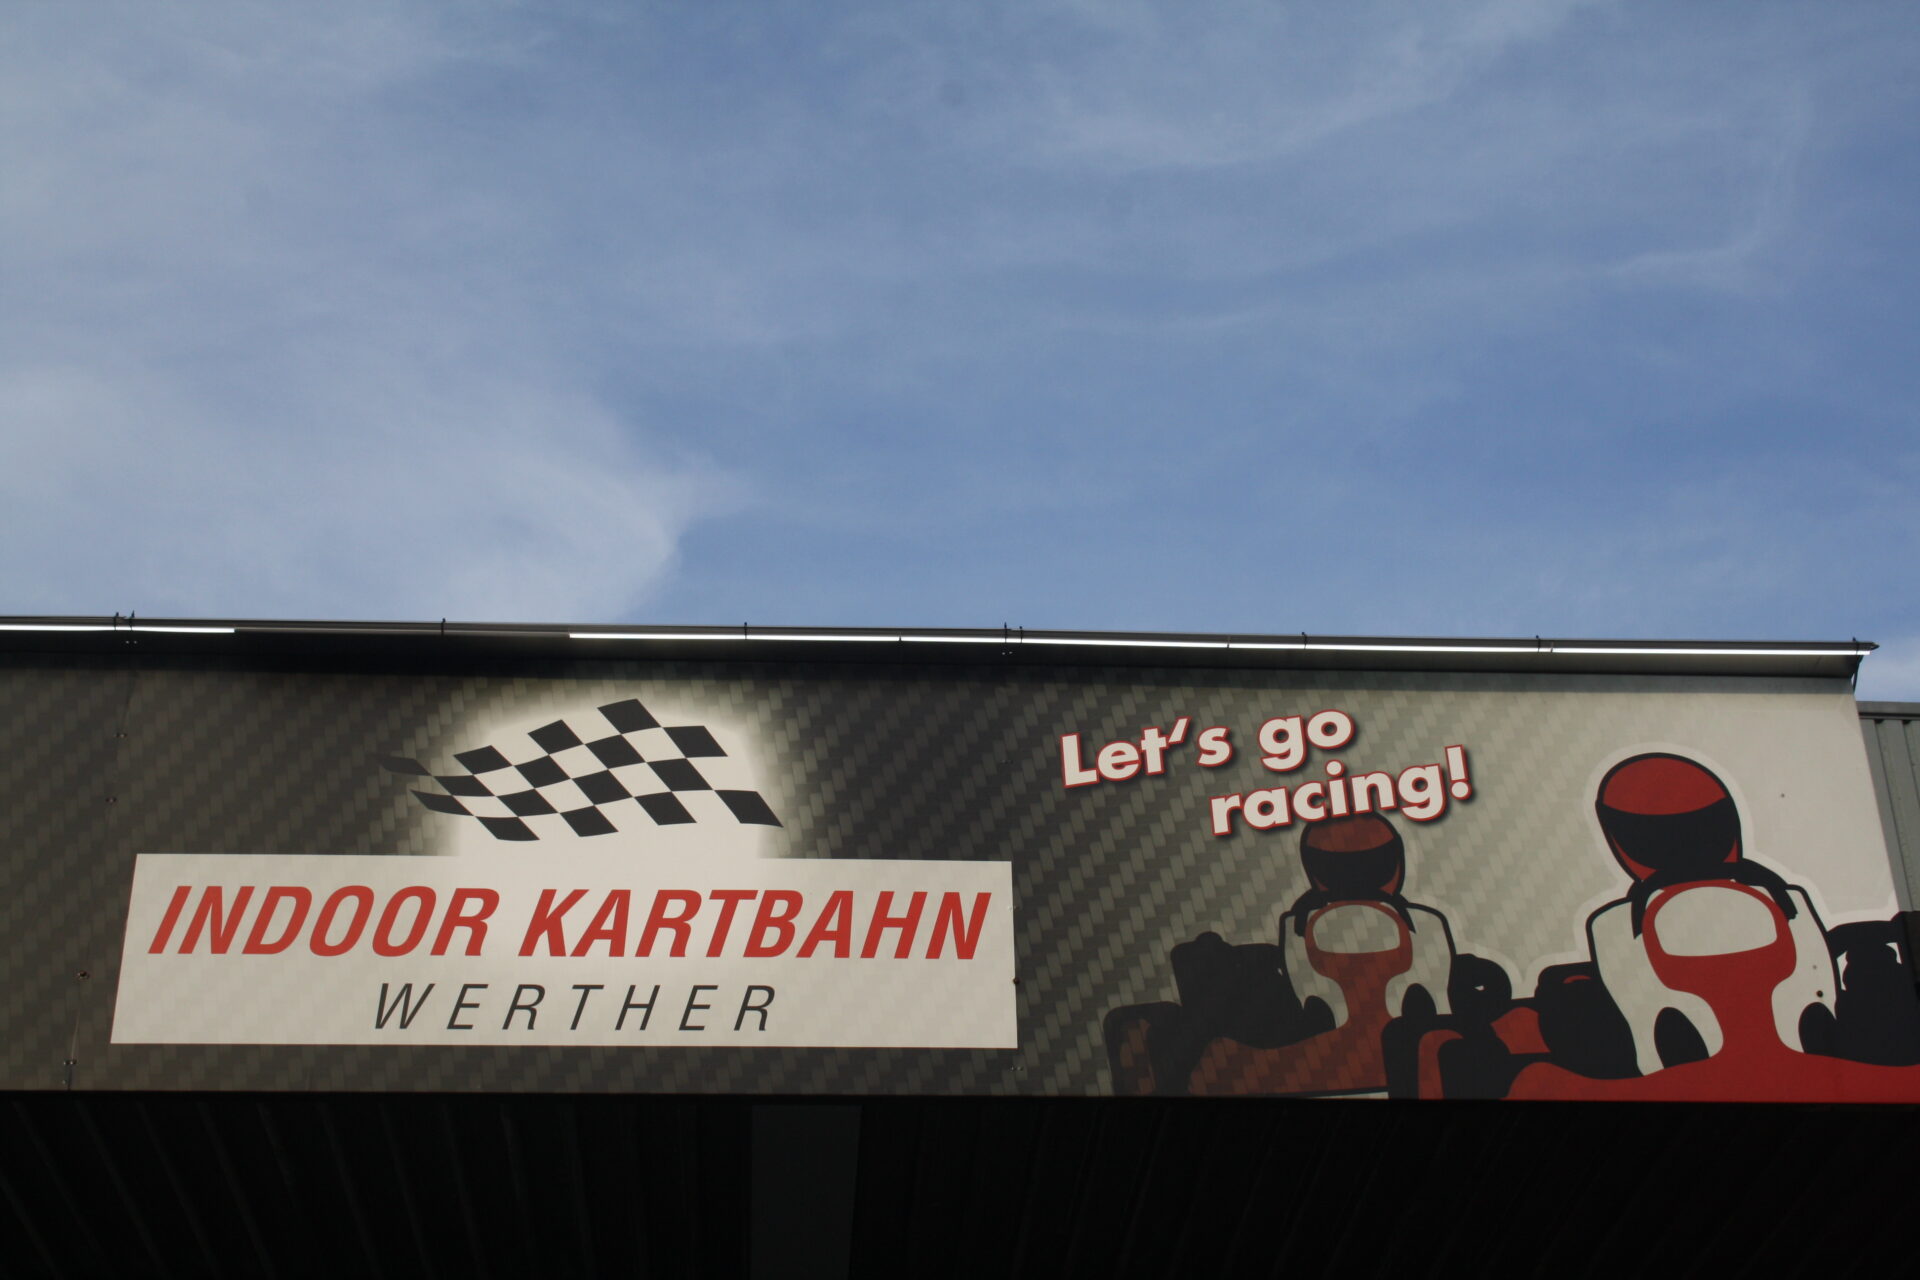 INDOOR KARTBAHN
WERTHER
Let‘s go
racing!